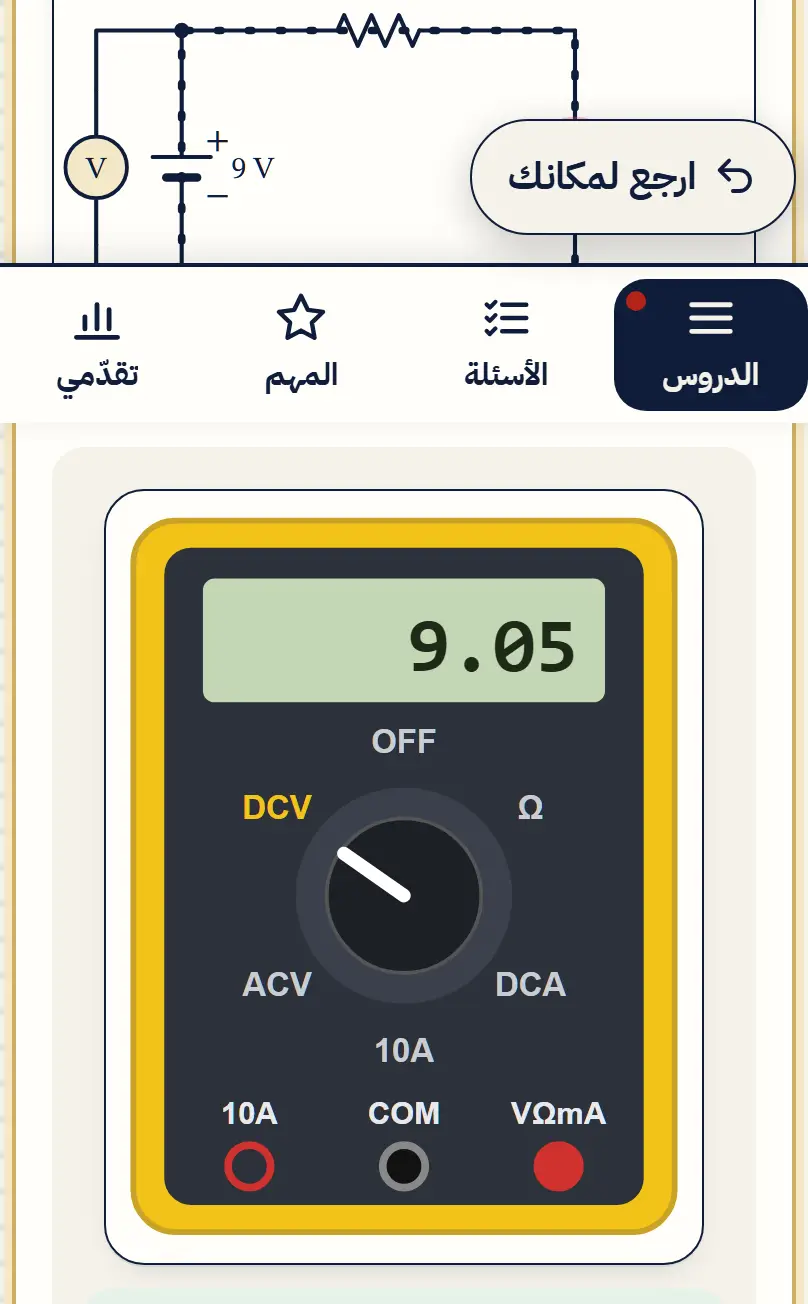 +
V
9 V
−
ارجع لمكانك
الدروس
الأسئلة
المهم
تقدّمي
9.05
OFF
DCV
Ω
ACV
DCA
10A
10A
COM
VΩmA